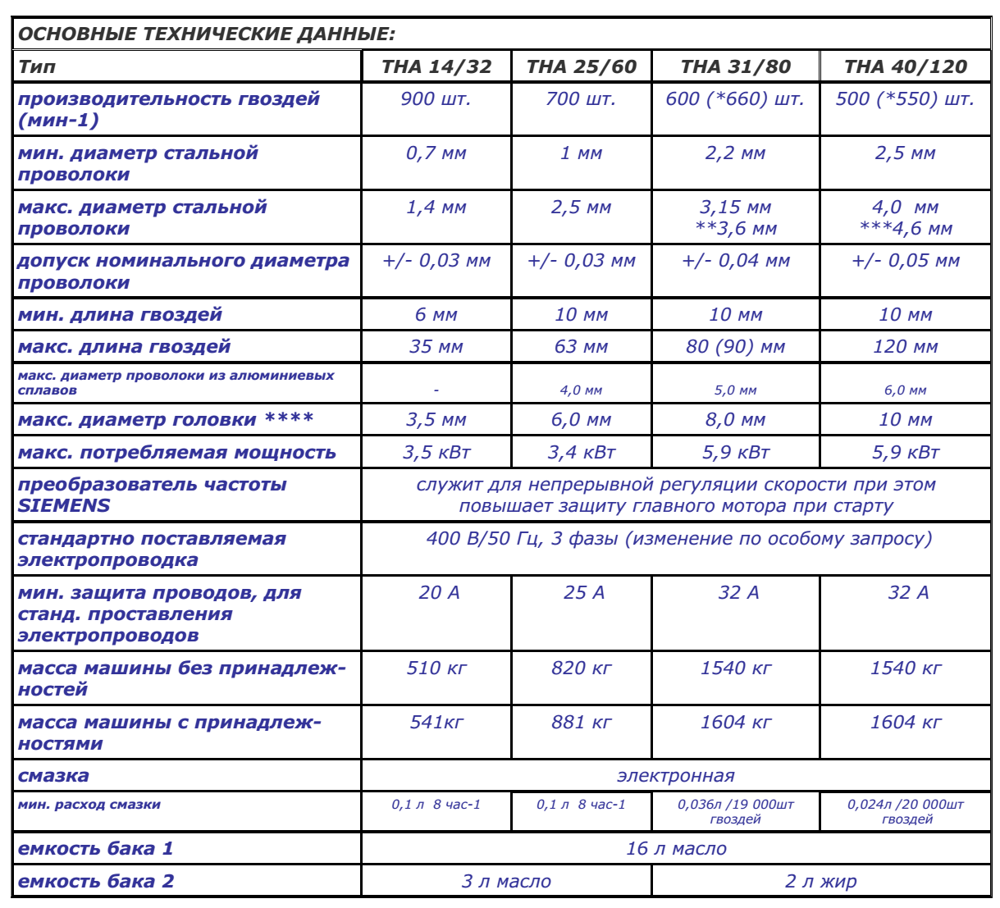 ОСНОВНЫЕ ТЕХНИЧЕСКИЕ ДАННЫЕ:
Тип THA 14/32 THA 25/60 THA 31/80 THA 40/120
производительность гвоздей 900 шт. 700 шт. 600 (*660) шт. 500 (*550) шт.
(мин-1)
мин. диаметр стальной 0,7 мм 1 мм 2,2 мм 2,5 мм
проволоки
макс. диаметр стальной 1,4 мм 2,5 мм 3,15 мм 4,0 мм
проволоки **3,6 мм ***4,6 мм
допуск номинального диаметра +/- 0,03 мм +/- 0,03 мм +/- 0,04 мм +/- 0,05 мм
проволоки
мин. длина гвоздей 6 мм 10 мм 10 мм 10 мм
макс. длина гвоздей 35 мм 63 мм 80 (90) мм 120 мм
макс. диаметр проволоки из алюминиевых
сплавов - 4,0 мм 5,0 мм 6,0 мм
макс. диаметр головки **** 3,5 мм 6,0 мм 8,0 мм 10 мм
макс. потребляемая мощность 3,5 кВт 3,4 кВт 5,9 кВт 5,9 кВт
преобразователь частоты служит для непрерывной регуляции скорости при этом
SIEMENS повышает защиту главного мотора при старту
стандартно поставляемая 400 В/50 Гц, 3 фазы (изменение по особому запросу)
электропроводка
мин. защита проводов, для 20 А 25 А 32 А 32 А
станд. проставления
электропроводов
масса машины без принадлеж- 510 кг 820 кг 1540 кг 1540 кг
ностей
масса машины с принадлеж- 541кг 881 кг 1604 кг 1604 кг
ностями
смазка электронная
мин. расход смазки 0,1 л 8 час-1 0,1 л 8 час-1 0,036л /19 000шт 0,024л /20 000шт
гвоздей гвоздей
емкость бака 1 16 л масло
емкость бака 2 3 л масло 2 л жир